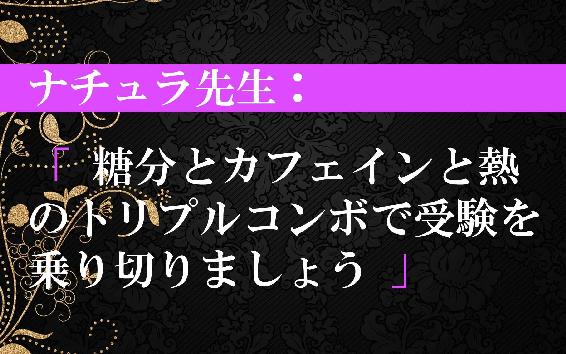 ナチュラ先生：
「 糖分とカフェインと熱
のトリプルコンボで受験を
乗り切りましょう 」